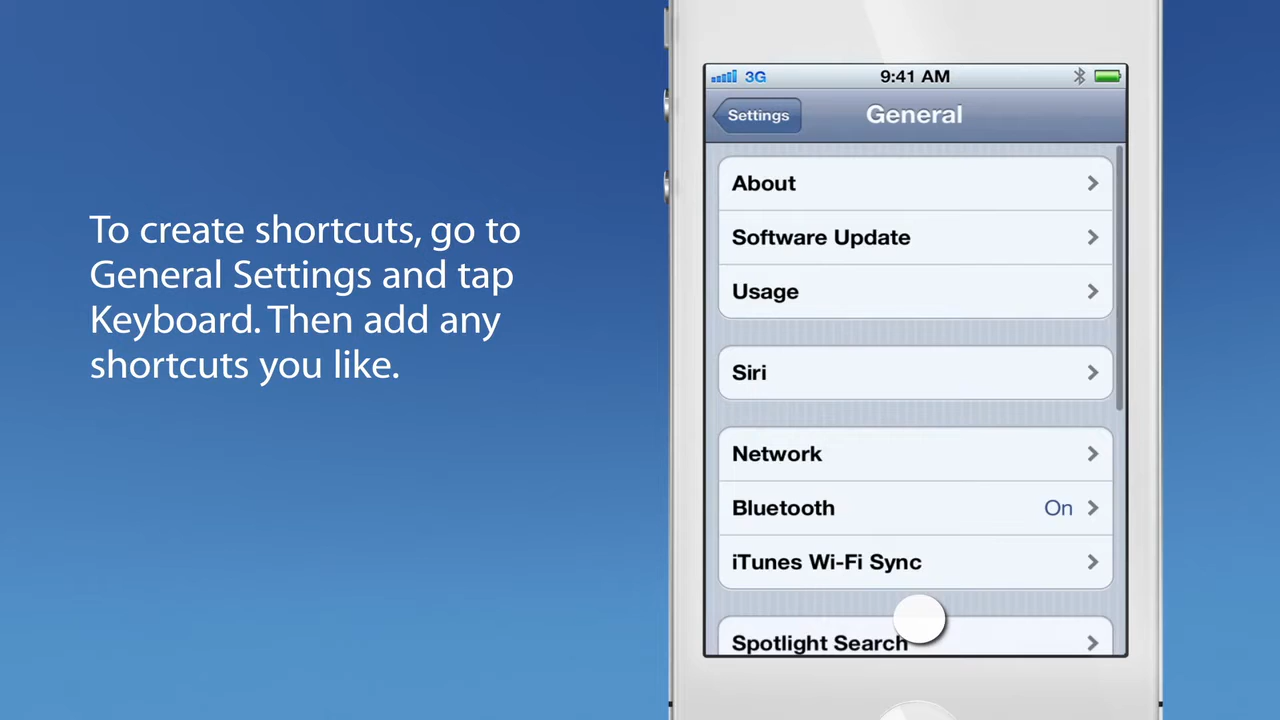 To create shortcuts, go to
General Settings and tap
Keyboard. Then add any
shortcuts you like.
3G
9:41 AM
Settings
General
About
Software Update
Usage
Siri
Network
Bluetooth On
iTunes Wi-Fi Sync
Spotlight Search